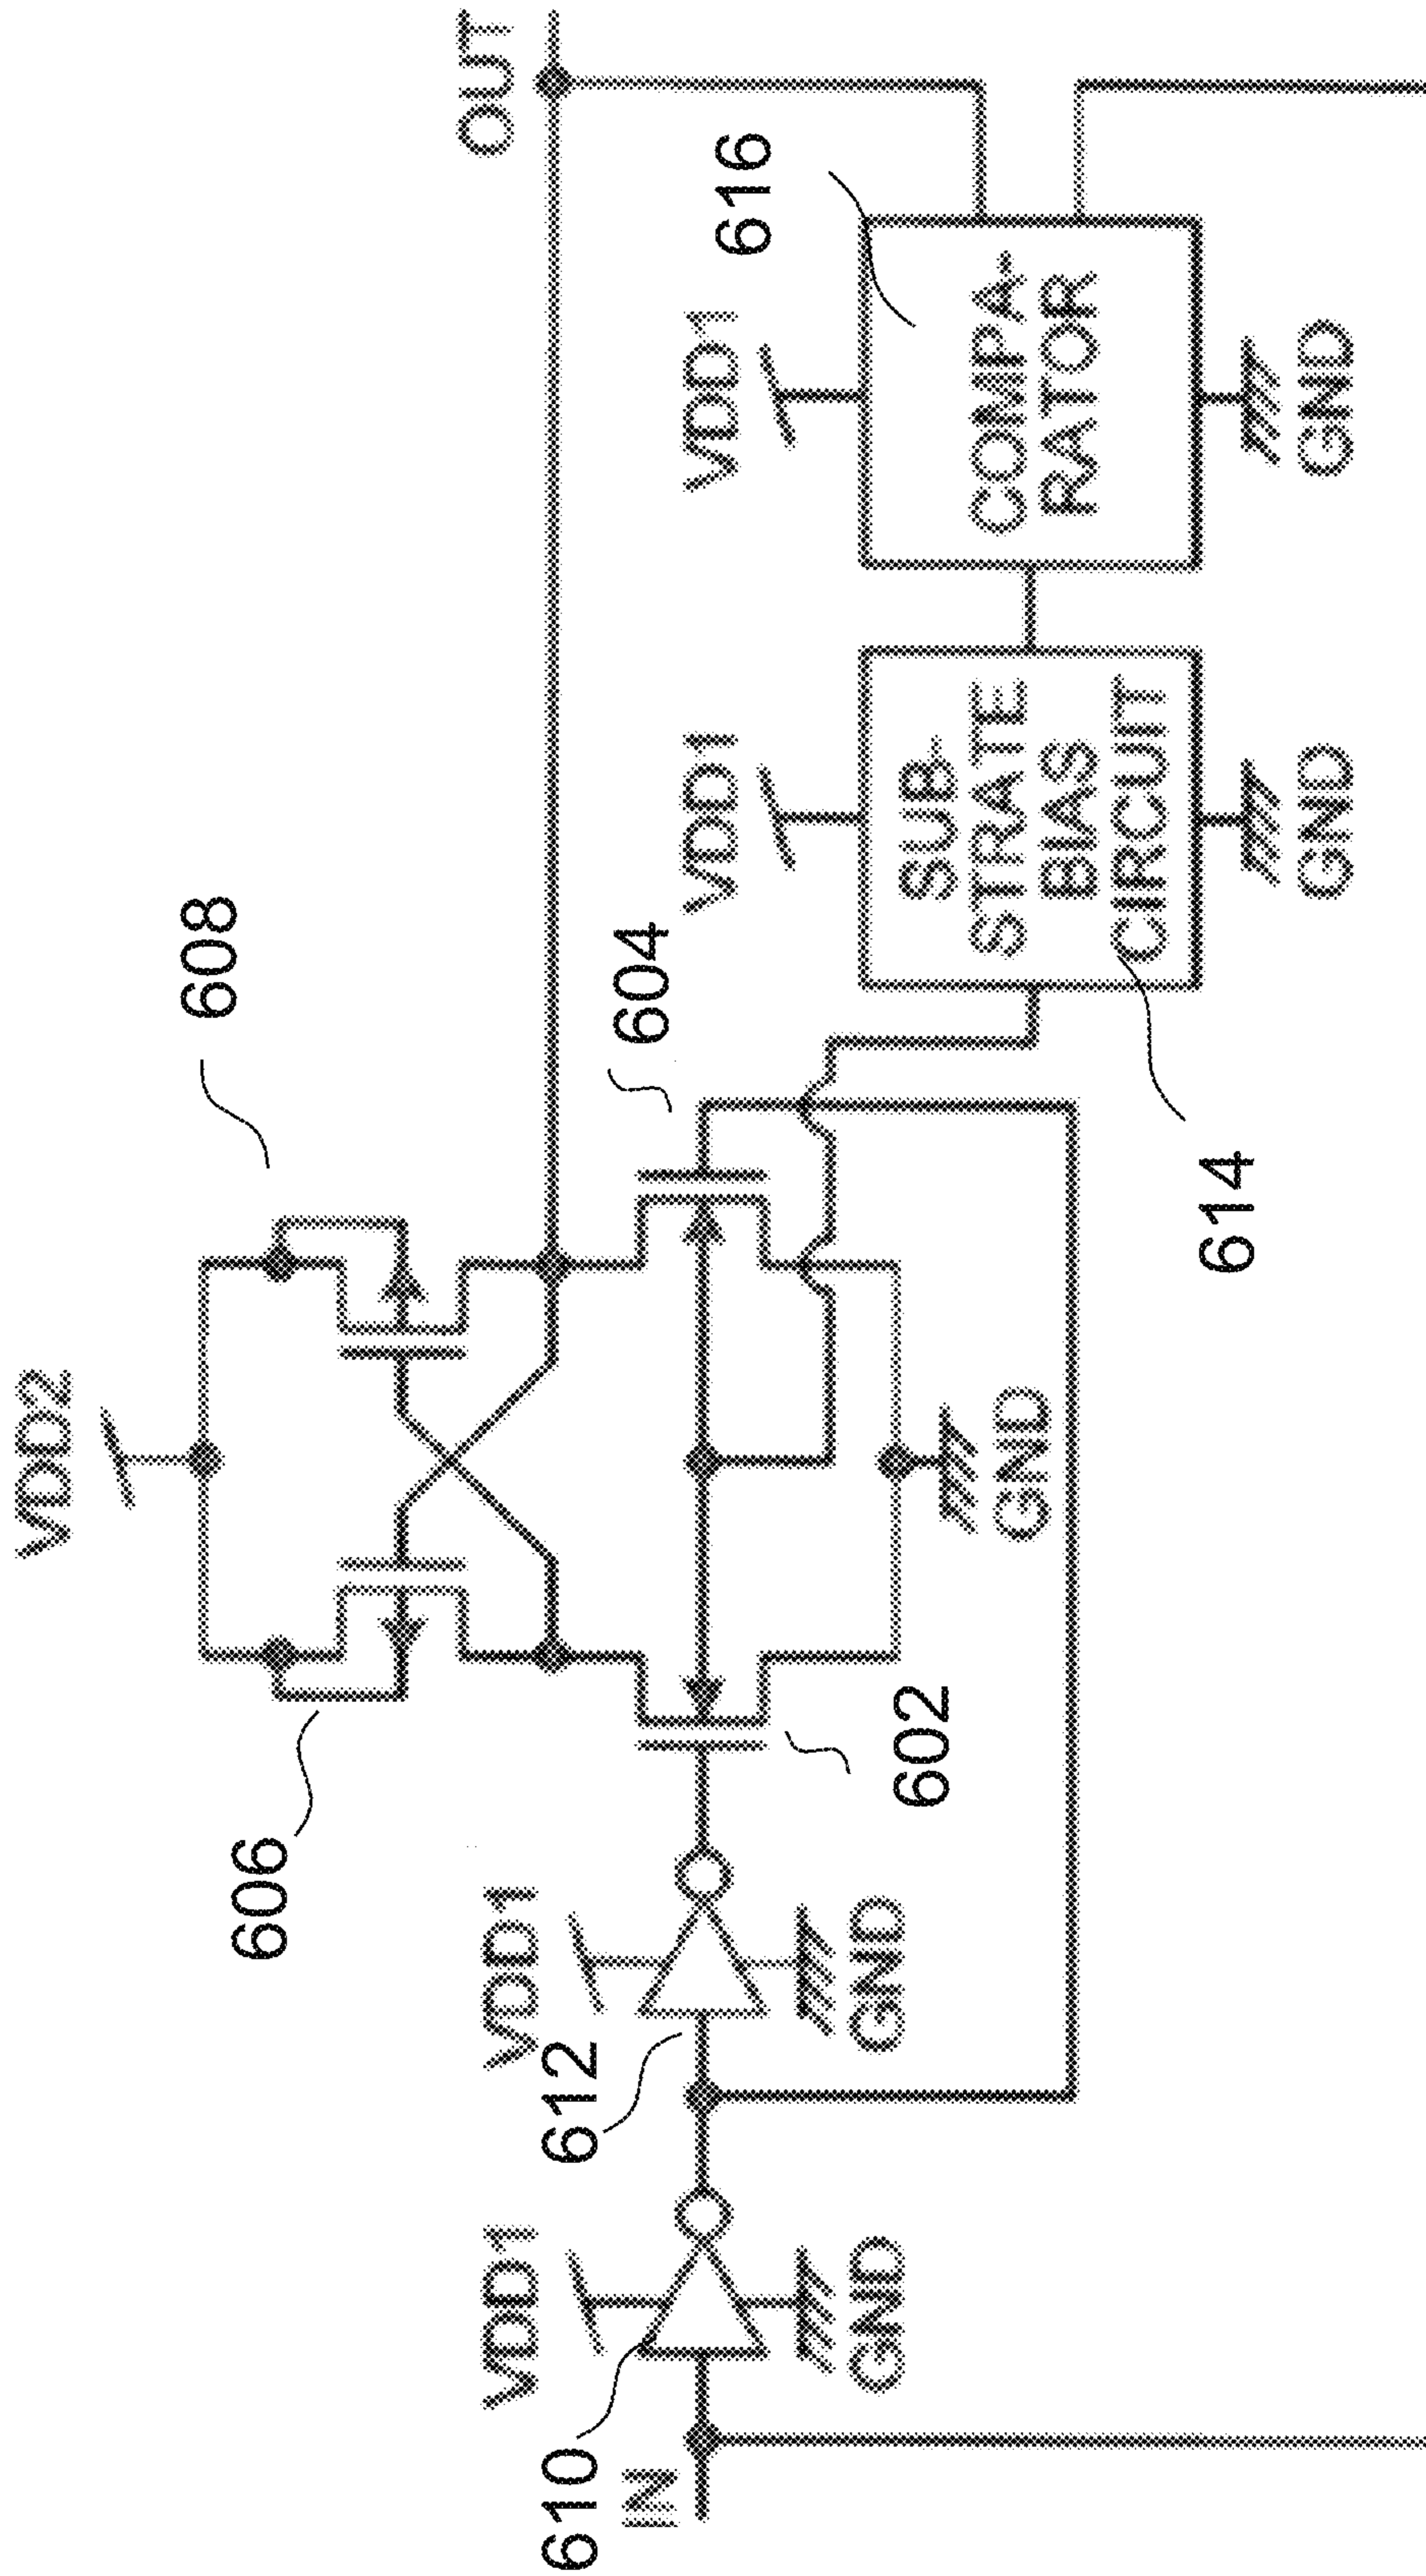 VDD2
608
606
OUT
604
VDD1
VDD1
616
VDD1
VDD1
610
612
IN
602
SUB-
STRATE
BIAS
CIRCUIT
COMPA-
RATOR
GND
GND
GND
614
GND
GND